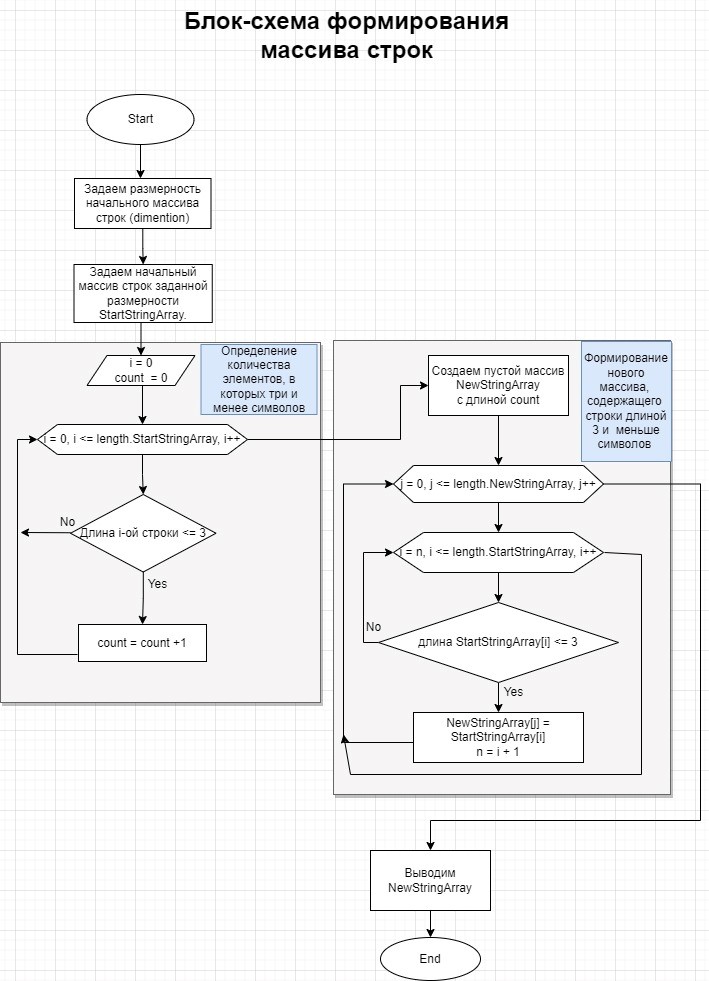 Блок-схема формирования
массива строк
Start
Задаем размерность
начального массива
строк (dimention)
Задаем начальный
массив строк заданной
размерности
StartStringArray.
i = 0
count = 0
Определение
количества
элементов, в
которых три и
менее символов
i = 0, i <= length.StartStringArray, i++
No
Длина i-ой строки <= 3
Yes
count = count +1
Создаем пустой массив
NewStringArray
с длиной count
Формирование
нового
массива,
содержащего
строки длиной
3 и меньше
символов
j = 0, j <= length.NewStringArray, j++
i = n, i <= length.StartStringArray, i++
No
длина StartStringArray[i] <= 3
Yes
NewStringArray[j] =
StartStringArray[i]
n = i + 1
Выводим
NewStringArray
End